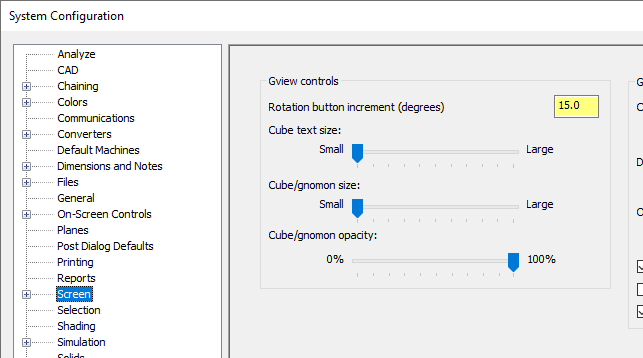 System Configuration
Analyze
CAD
Chaining
Colors
Communications
Converters
Default Machines
Dimensions and Notes
Files
General
On-Screen Controls
Planes
Post Dialog Defaults
Printing
Reports
Screen
Selection
Shading
Simulation
Gview controls
Rotation button increment (degrees) 15.0
Cube text size:
Small Large
Cube/gnomon size:
Small Large
Cube/gnomon opacity:
0% 100%